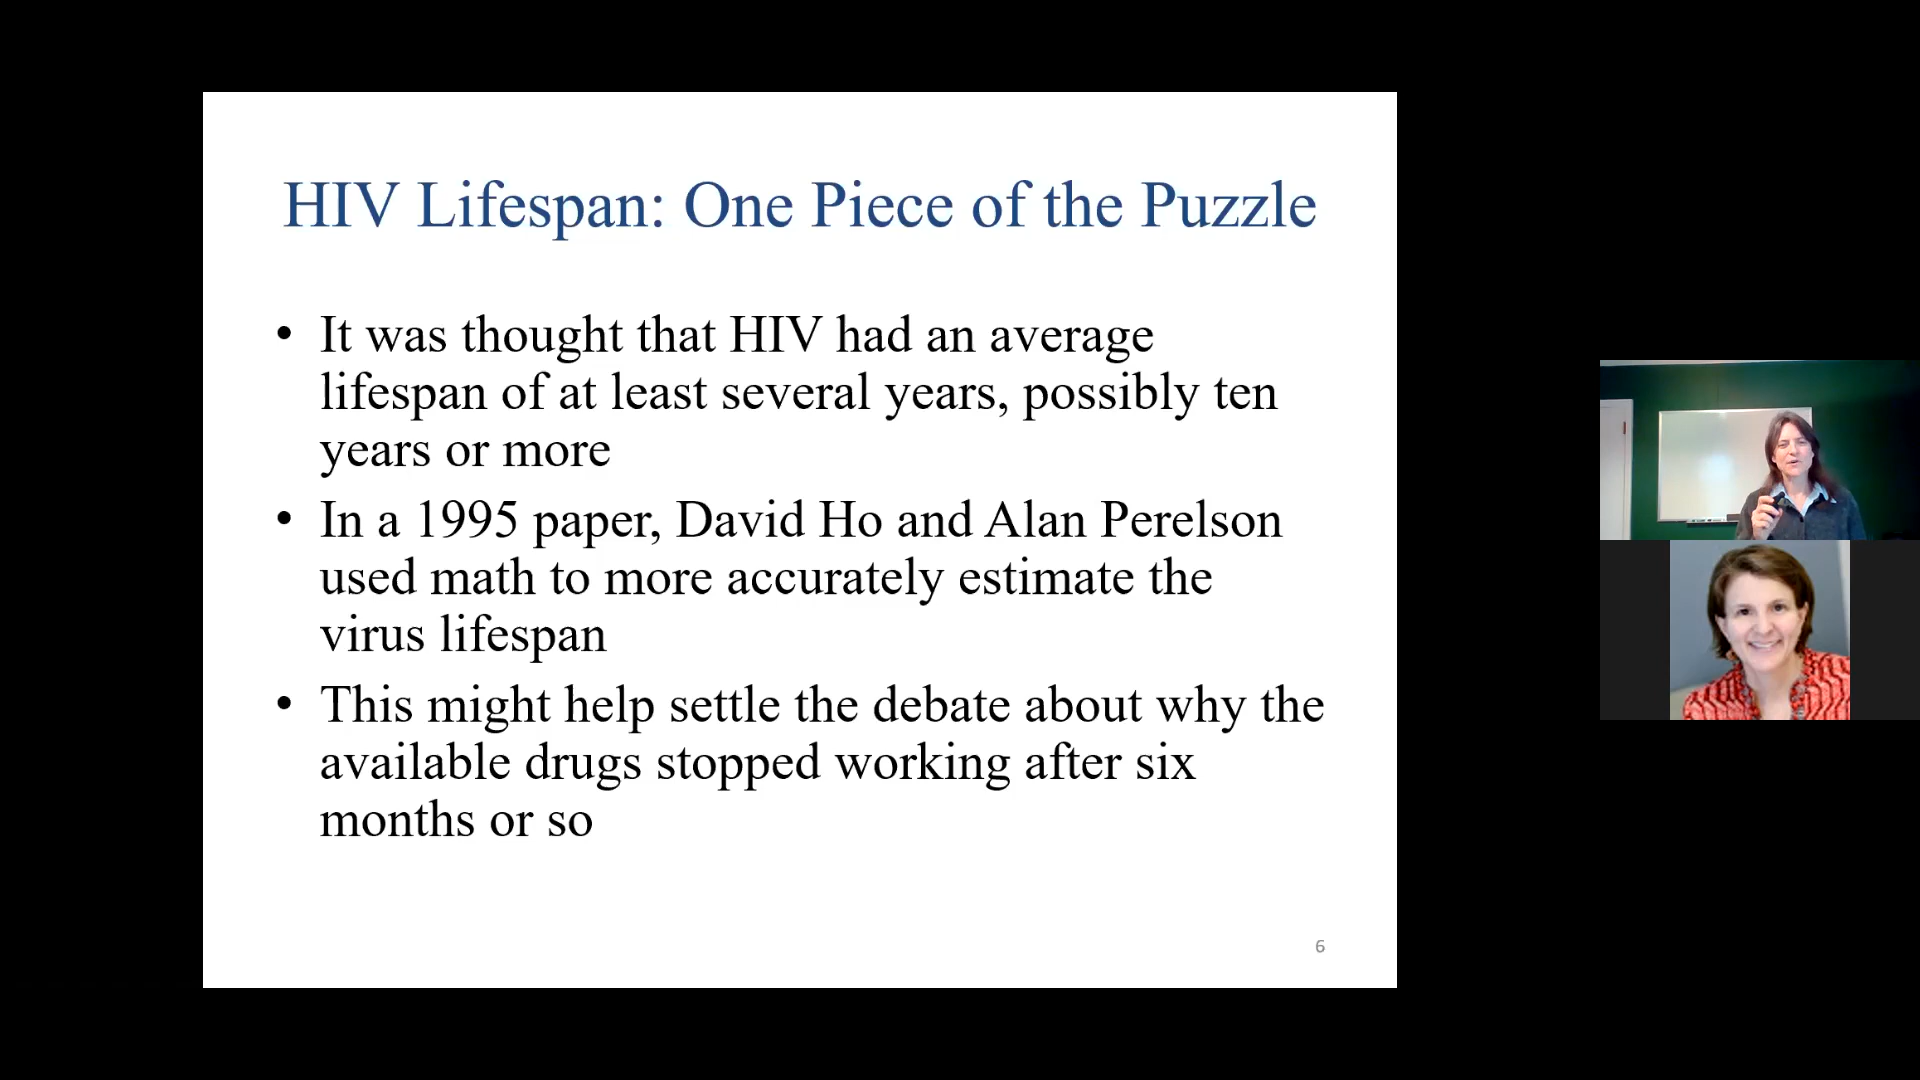 HIV Lifespan: One Piece of the Puzzle
• It was thought that HIV had an average
lifespan of at least several years, possibly ten
years or more
• In a 1995 paper, David Ho and Alan Perelson
used math to more accurately estimate the
virus lifespan
• This might help settle the debate about why the
available drugs stopped working after six
months or so
6